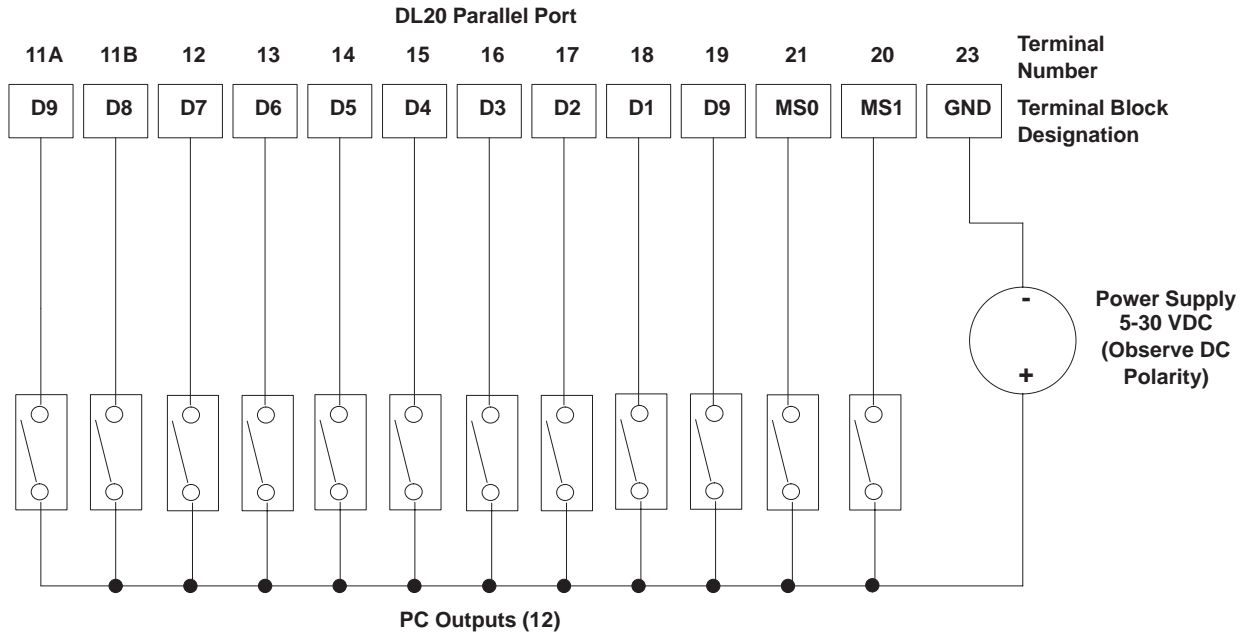 DL20 Parallel Port
11A 11B 12 13 14 15 16 17 18 19 21 20 23 Terminal Number
D9 D8 D7 D6 D5 D4 D3 D2 D1 D9 MS0 MS1 GND Terminal Block Designation
-
Power Supply
5-30 VDC
(Observe DC
Polarity)
+
PC Outputs (12)